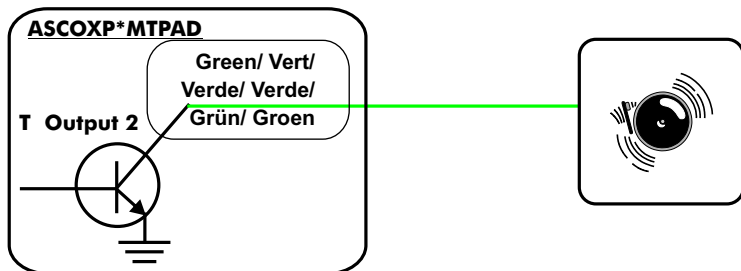 ASCOXP*MTPAD
Green/ Vert/
Verde/ Verde/
Grün/ Groen
T Output 2